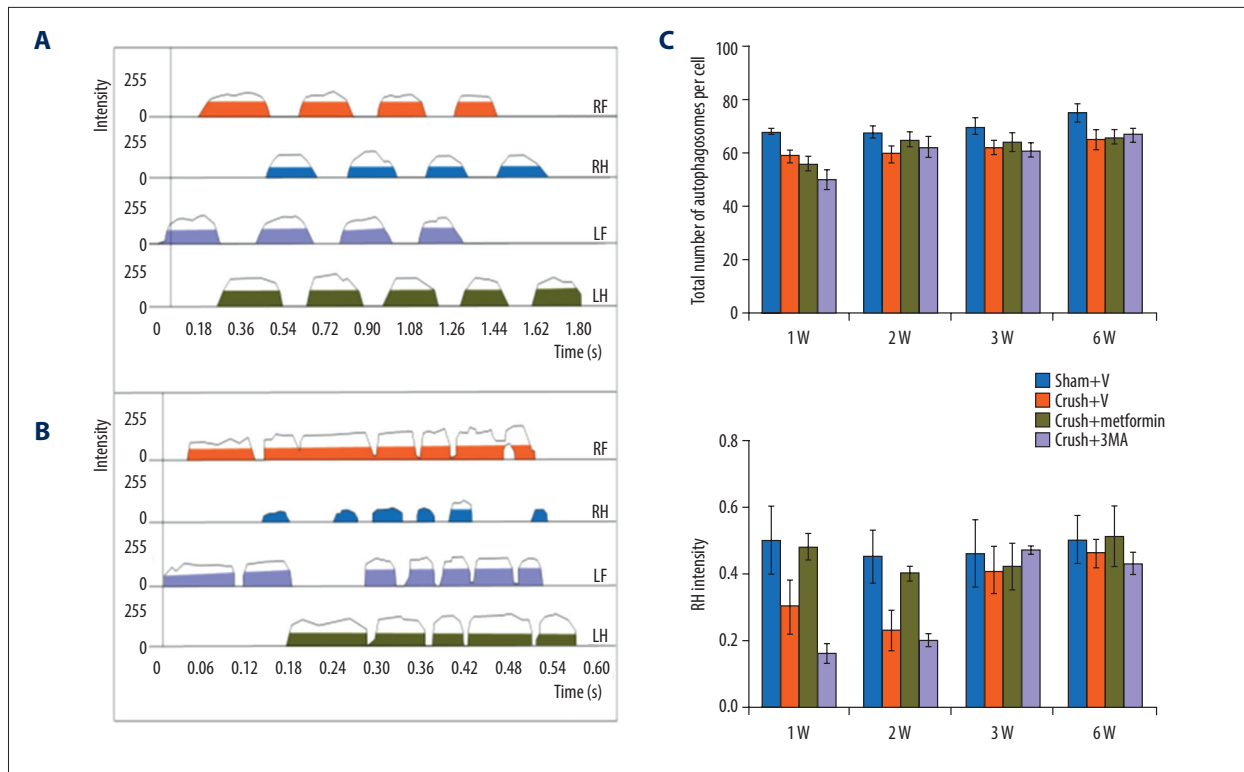 A
Intensity
255
0
RF
255
0
RH
255
0
LF
255
0
LH
0 0.18 0.36 0.54 0.72 0.90 1.08 1.26 1.44 1.62 1.80
Time (s)
B
Intensity
255
0
RF
255
0
RH
255
0
LF
255
0
LH
0 0.06 0.12 0.18 0.24 0.30 0.36 0.42 0.48 0.54 0.60
Time (s)
C
Total number of autophagosomes per cell
100
80
60
40
20
0
1 W 2 W 3 W 6 W
Sham+V
Crush+V
Crush+metformin
Crush+3MA
RH intensity
0.8
0.6
0.4
0.2
0.0
1 W 2 W 3 W 6 W